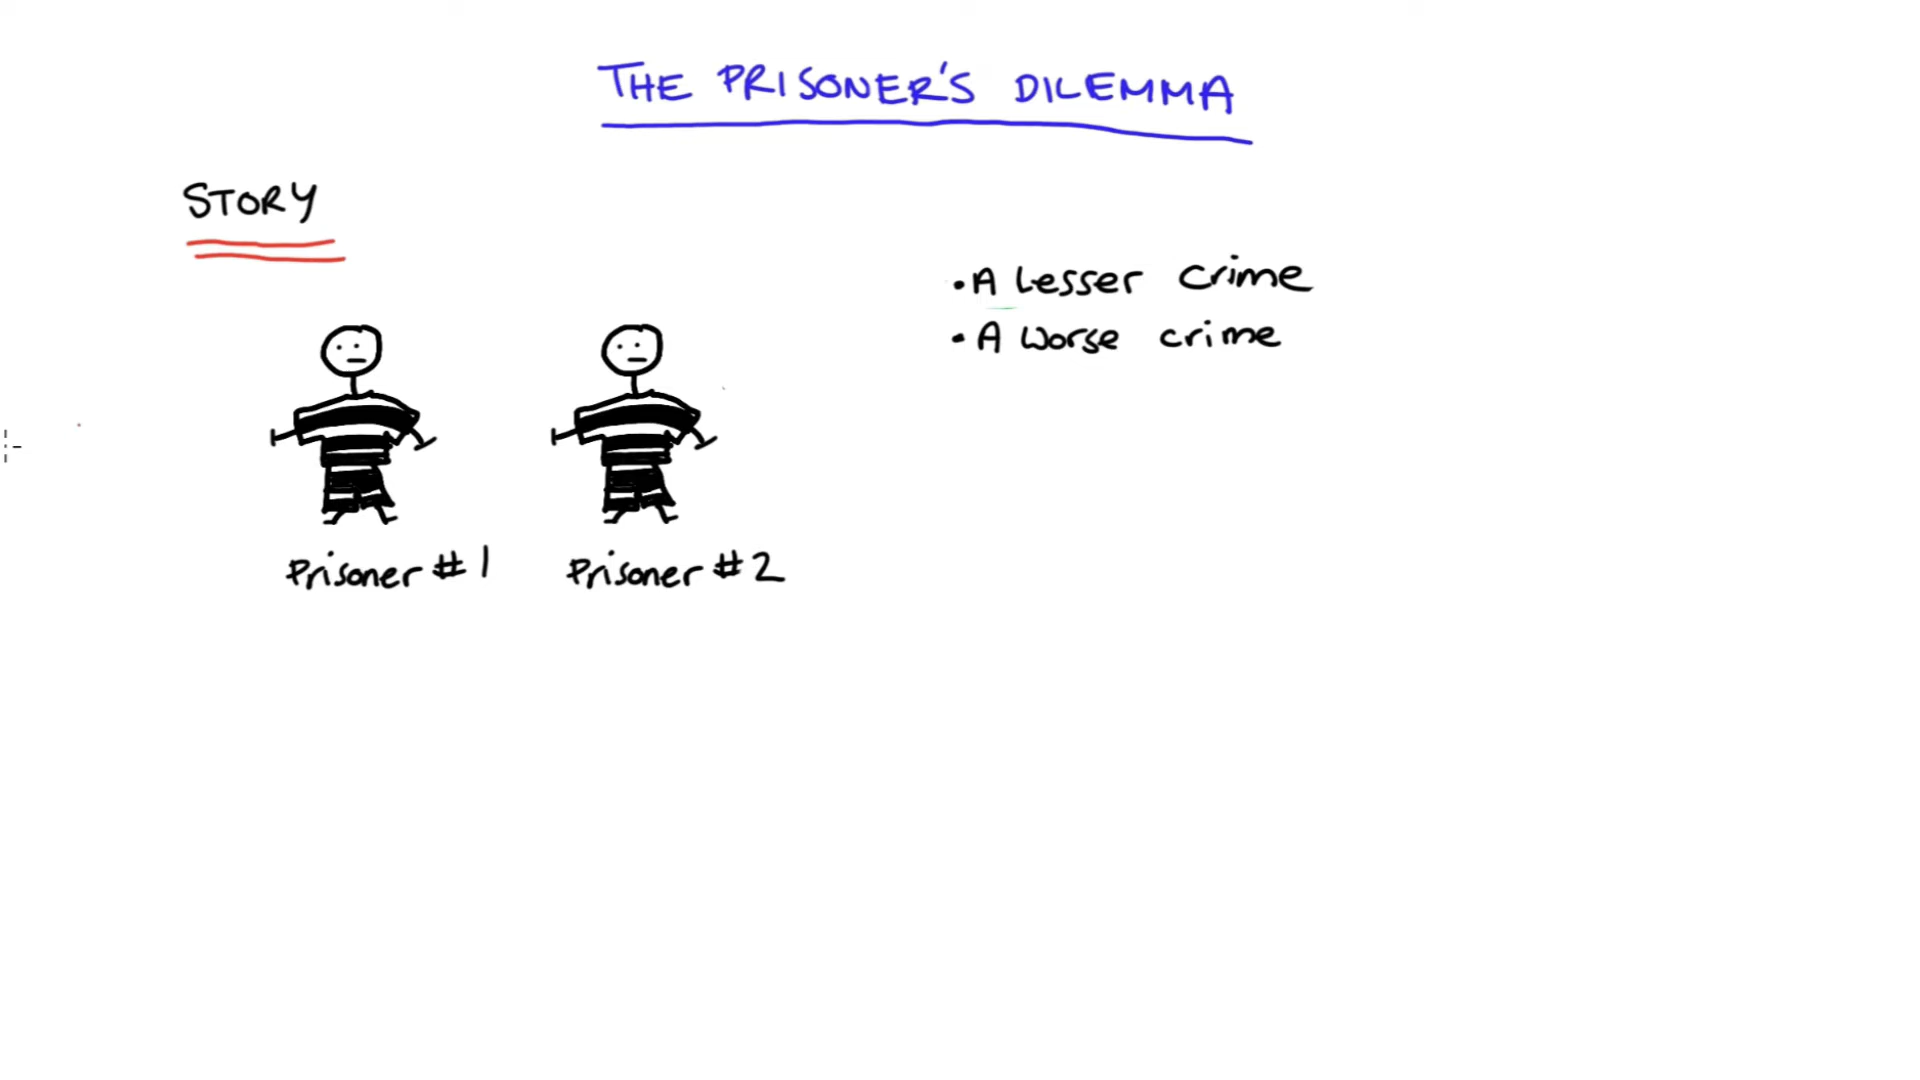 THE PRISONER'S DILEMMA
STORY
• A Lesser crime
• A Worse crime
Prisoner #1
Prisoner #2